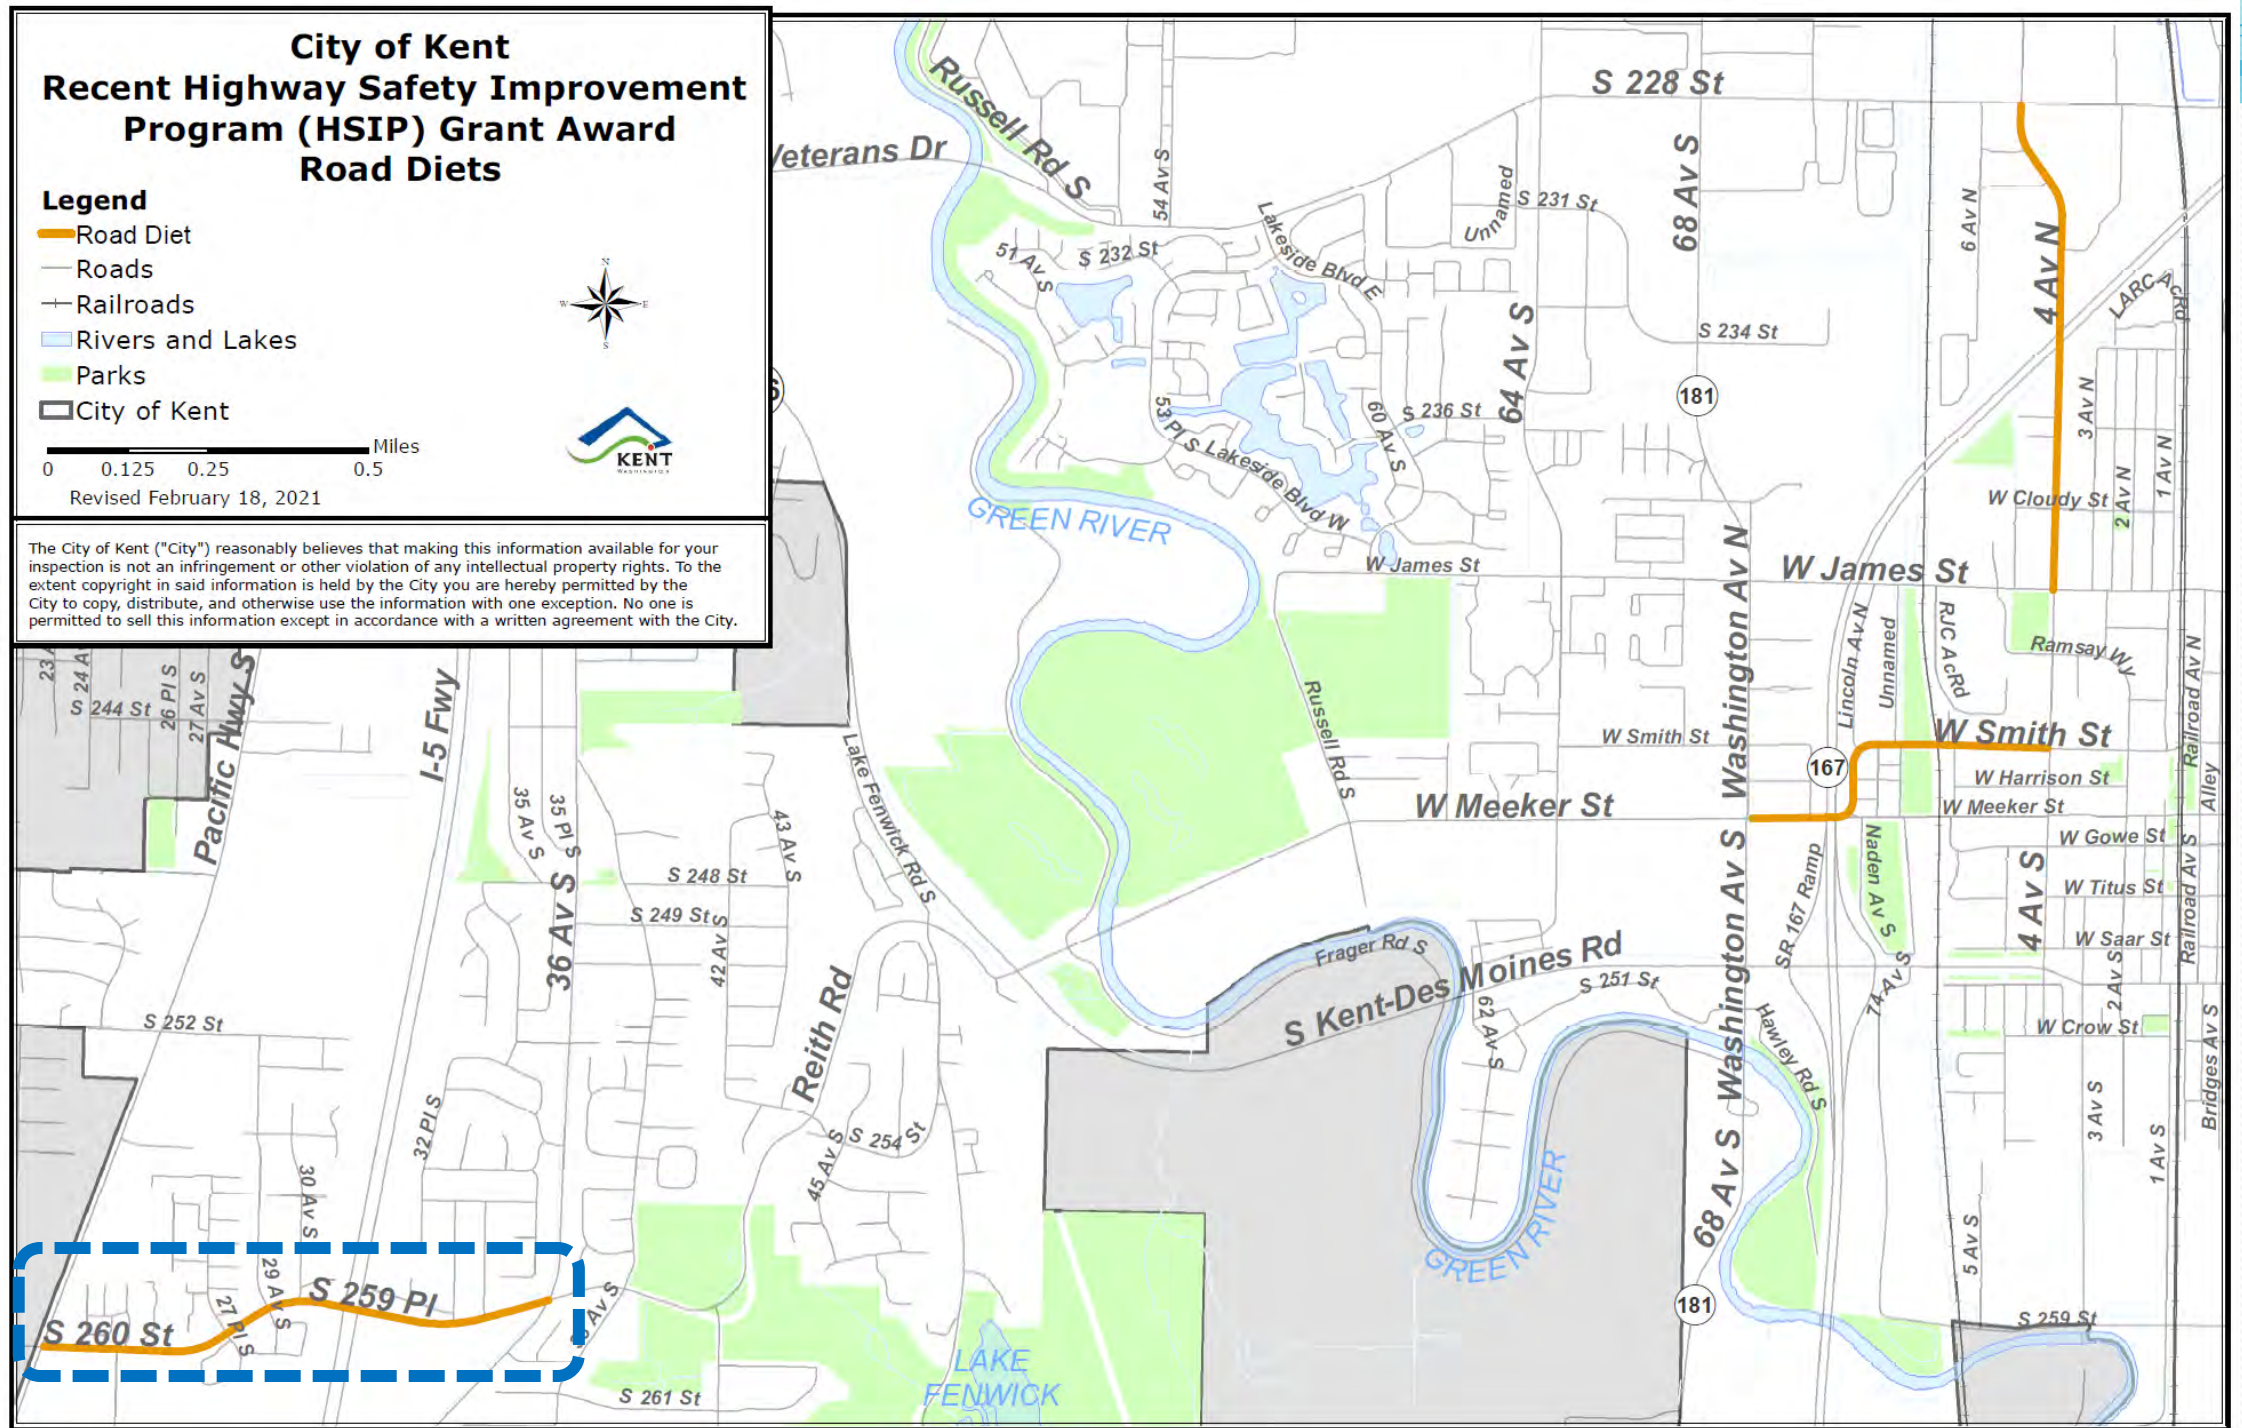 City of Kent
Recent Highway Safety Improvement
Program (HSIP) Grant Award
Road Diets
Legend
Road Diet
Roads
Railroads
Rivers and Lakes
Parks
City of Kent
N
W
E
S
Miles
0 0.125 0.25 0.5
Revised February 18, 2021
KENT
WASHINGTON
The City of Kent ("City") reasonably believes that making this information available for your
inspection is not an infringement or other violation of any intellectual property rights. To the
extent copyright in said information is held by the City you are hereby permitted by the
City to copy, distribute, and otherwise use the information with one exception. No one is
permitted to sell this information except in accordance with a written agreement with the City.
Russell Rd S
Veterans Dr
54 Av S
S 228 St
68 Av S
Unnamed
S 231 St
6 Av N
4 Av N
51 Av S
S 232 St
Lakeside Blvd E
LARC AcRd
S 234 St
64 Av S
181
53 Pl S
Lakeside Blvd W
60 Av S
S 236 St
3 Av N
1 Av N
2 Av N
W Cloudy St
GREEN RIVER
W James St
W James St
Washington Av N
Lincoln Av N
Unnamed
RJC AcRd
Ramsay Wy
Railroad Av N
23 A
24 A
S
26 Pl S
27 Av S
S 244 St
Pacific Hwy S
I-5 Fwy
35 Av S
35 Pl S
36 Av S
Lake Fenwick Rd S
43 Av S
S 248 St
S 249 St
42 Av S
Russell Rd S
W Smith St
W Smith St
167
W Harrison St
W Meeker St
W Meeker St
W Gowe St
Alley
Naden Av S
4 Av S
W Titus St
Railroad Av S
W Saar St
Washington Av S
SR 167 Ramp
74 Av S
2 Av S
W Crow St
Frager Rd S
S Kent-Des Moines Rd
S 251 St
62 Av S
Hawley Rd S
Washington Av S
Bridges Av S
Reith Rd
S 252 St
32 Pl S
S 254 St
45 Av S
30 Av S
3 Av S
1 Av S
68 Av S
5 Av S
GREEN RIVER
29 Av S
27 Pl S
S 259 Pl
S 260 St
Av S
181
S 259 St
LAKE
FENWICK
S 261 St